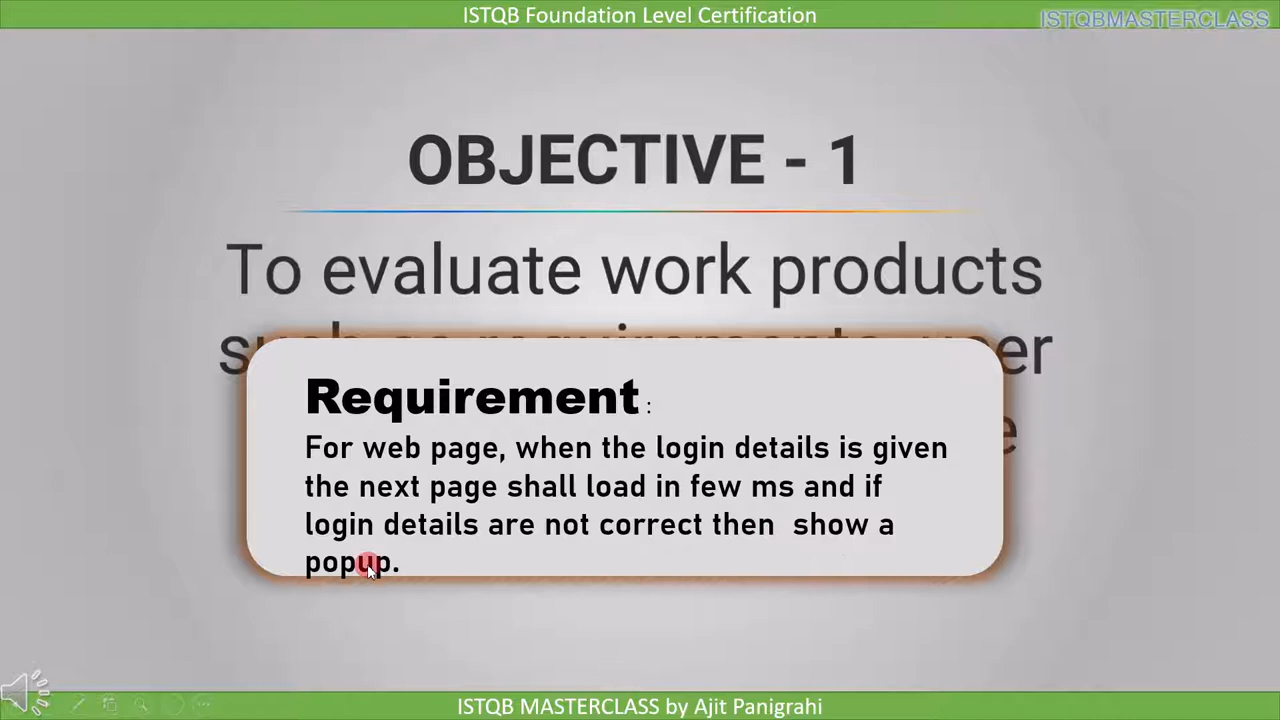 ISTQB Foundation Level Certification
ISTQBMASTERCLASS
OBJECTIVE - 1
To evaluate work products
er
e
Requirement :
For web page, when the login details is given
the next page shall load in few ms and if
login details are not correct then show a
popup.
ISTQB MASTERCLASS by Ajit Panigrahi